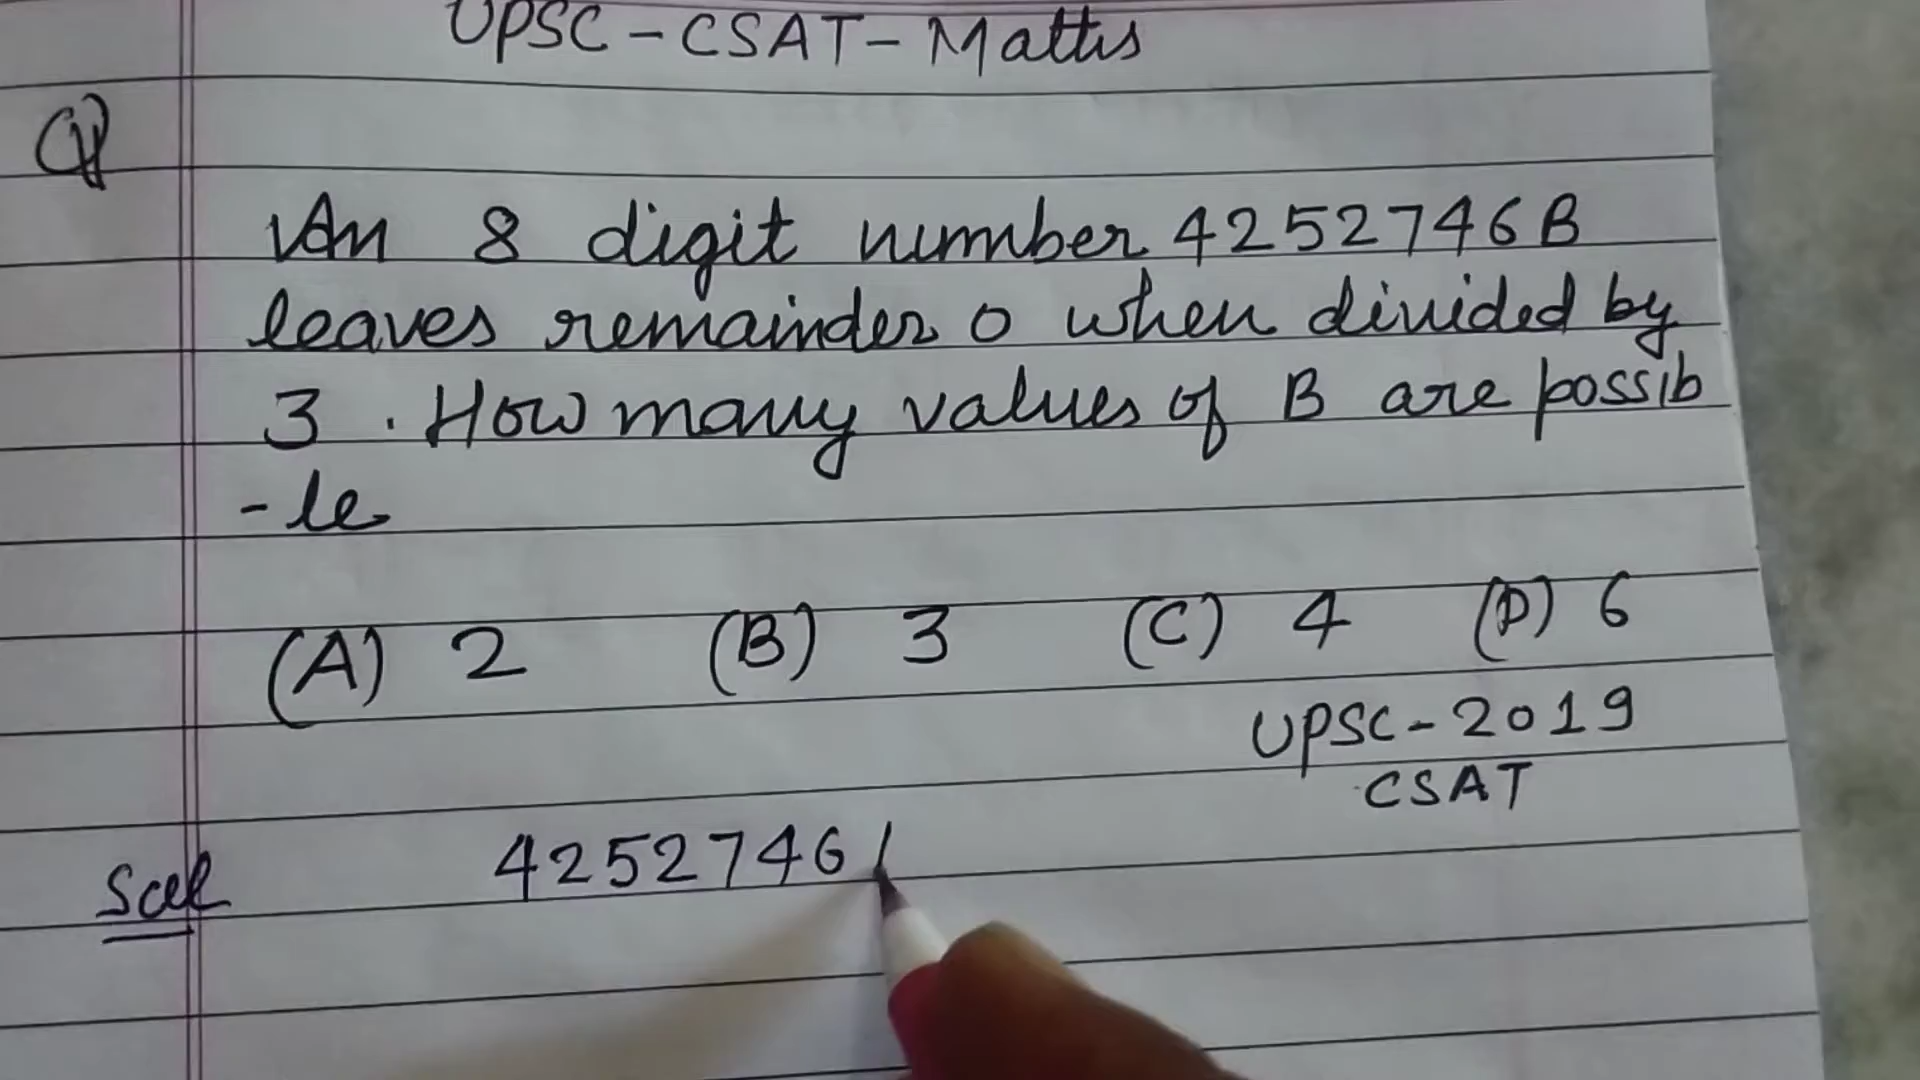 UPSC - CSAT - Maths
Q)
An 8 digit number 4252746B
leaves remainder 0 when divided by
3 . How many values of B are possib
- le
(A) 2 (B) 3 (C) 4 (D) 6
UPSC - 2019
CSAT
Sol 4252746